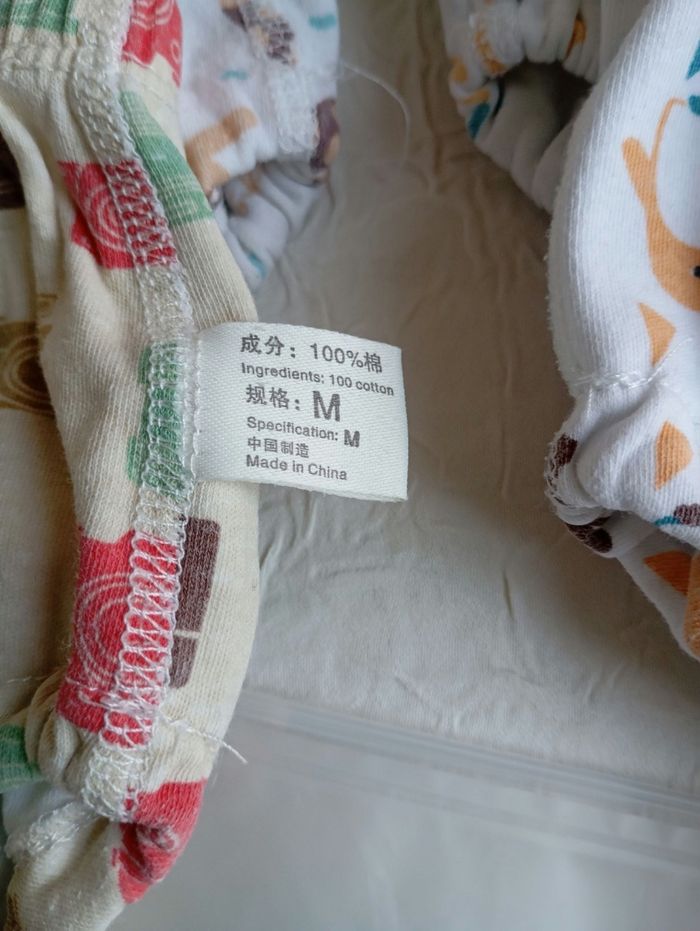 成分：100%棉
Ingredients: 100 cotton
规格：M
Specification: M
中国制造
Made in China